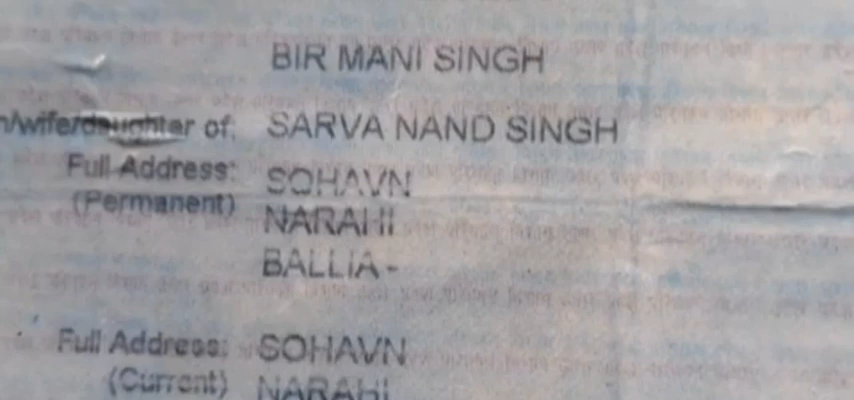 BIR MANI SINGH
n/wife/daughter of: SARVA NAND SINGH
Full Address: SOHAVN
(Permanent) NARAHI
BALLIA -
Full Address: SOHAVN
(Current) NARAHI